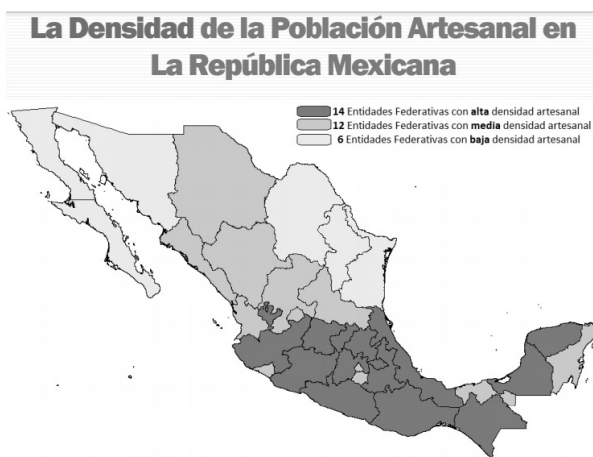 La Densidad de la Población Artesanal en
La República Mexicana
14 Entidades Federativas con alta densidad artesanal
12 Entidades Federativas con media densidad artesanal
6 Entidades Federativas con baja densidad artesanal